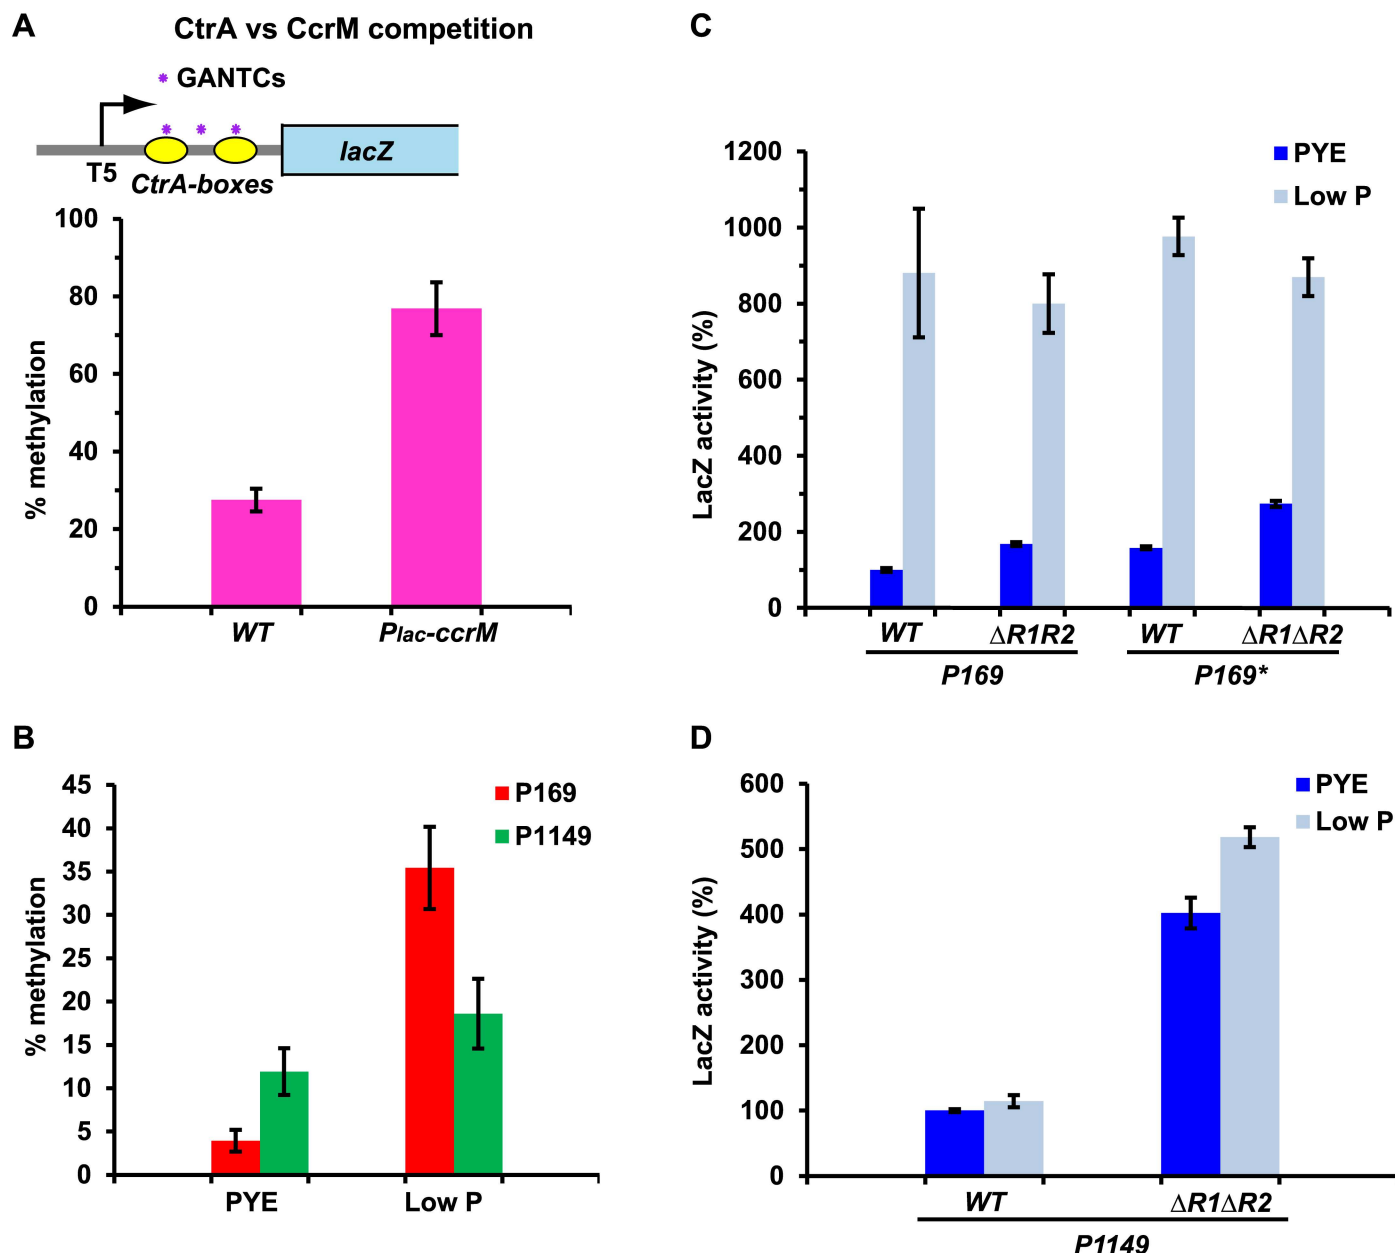 A
CtrA vs CcrM competition
* GANTCs
* * *
T5
CtrA-boxes
lacZ
100
80
60
40
20
0
% methylation
WT
Plac-ccrM
B
45
40
35
30
25
20
15
10
5
0
% methylation
P169
P1149
PYE
Low P
C
1200
1000
800
600
400
200
0
LacZ activity (%)
PYE
Low P
WT
ΔR1R2
WT
ΔR1ΔR2
P169
P169*
D
600
500
400
300
200
100
0
LacZ activity (%)
PYE
Low P
WT
ΔR1ΔR2
P1149